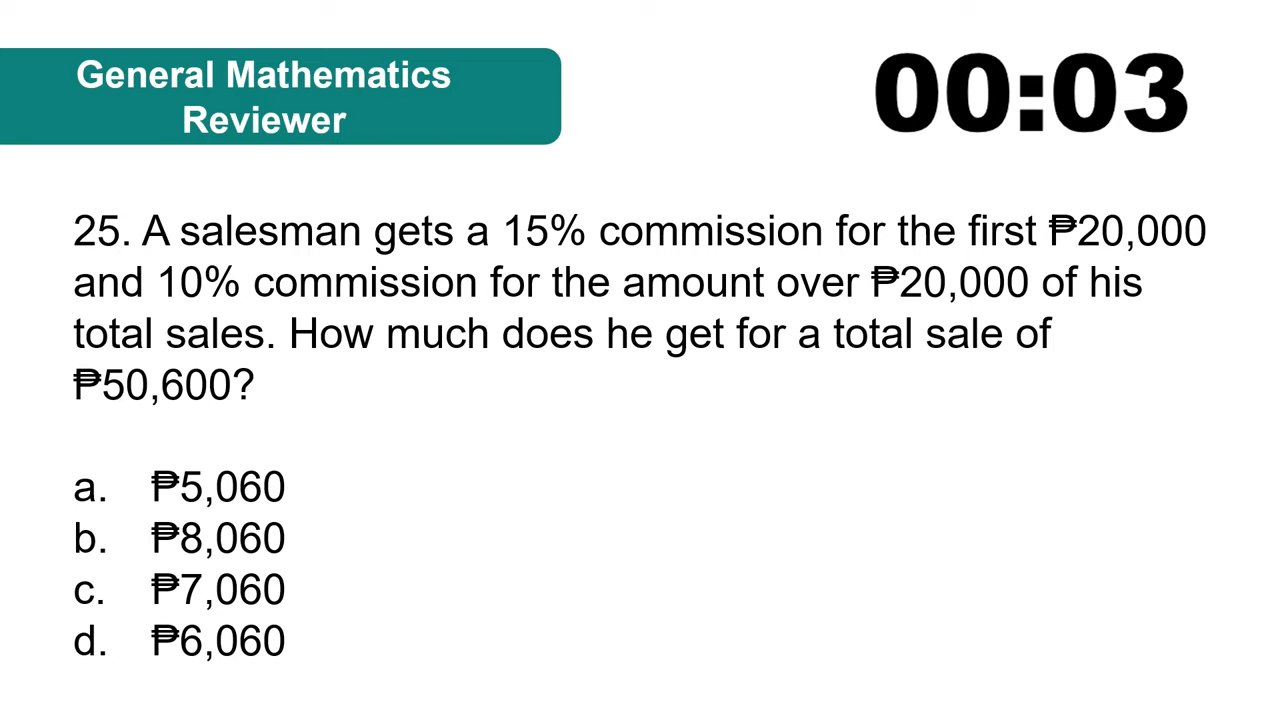 General Mathematics
Reviewer
00:03
25. A salesman gets a 15% commission for the first ₱20,000
and 10% commission for the amount over ₱20,000 of his
total sales. How much does he get for a total sale of
₱50,600?
a. ₱5,060
b. ₱8,060
c. ₱7,060
d. ₱6,060